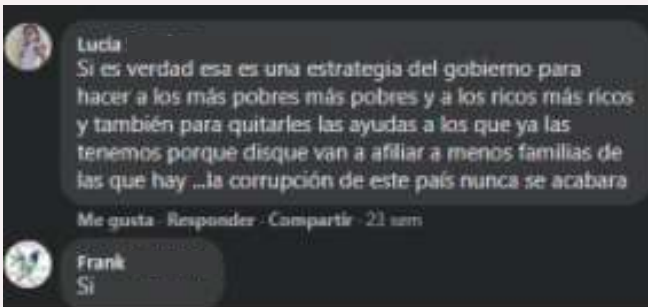 Lucia
Si es verdad esa es una estrategia del gobierno para
hacer a los más pobres más pobres y a los ricos más ricos
y también para quitarles las ayudas a los que ya las
tenemos porque disque van a afiliar a menos familias de
las que hay ...la corrupción de este país nunca se acabara
Me gusta · Responder · Compartir · 23 sem
Frank
Si